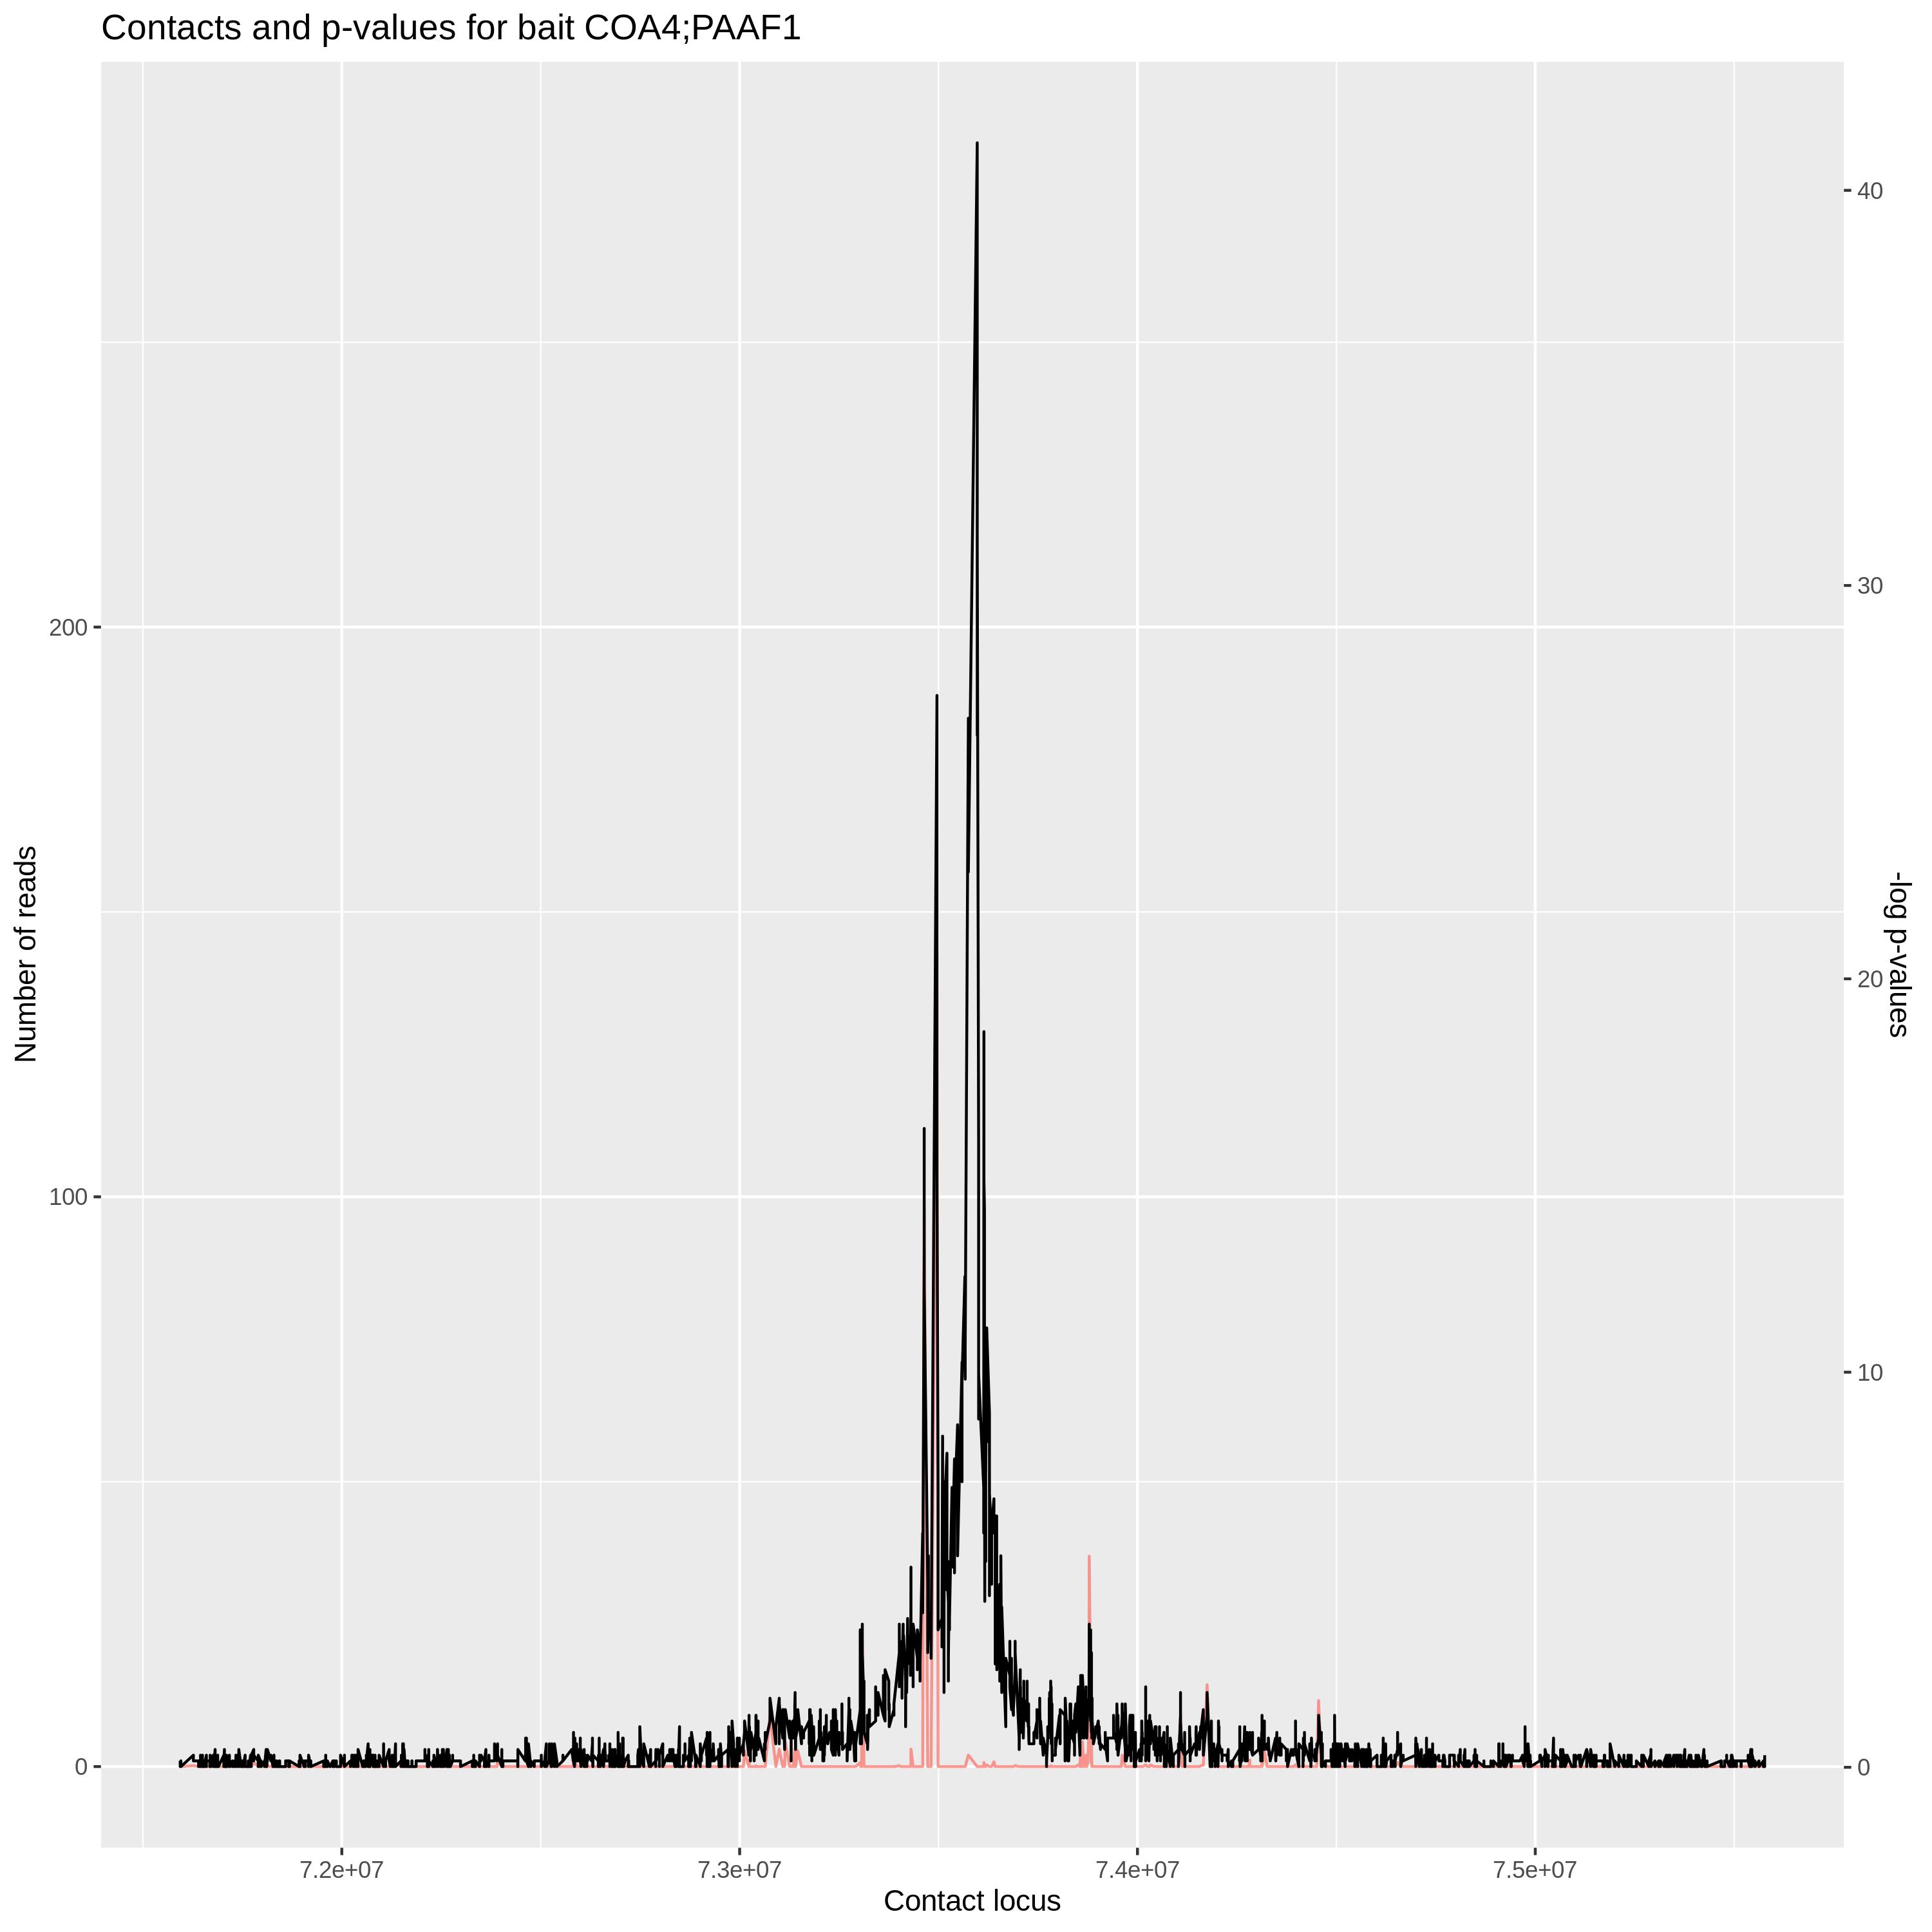 Contacts and p-values for bait COA4;PAAF1
Number of reads
200
100
0
40
30
20
10
0
-log p-values
7.2e+07
7.3e+07
7.4e+07
7.5e+07
Contact locus